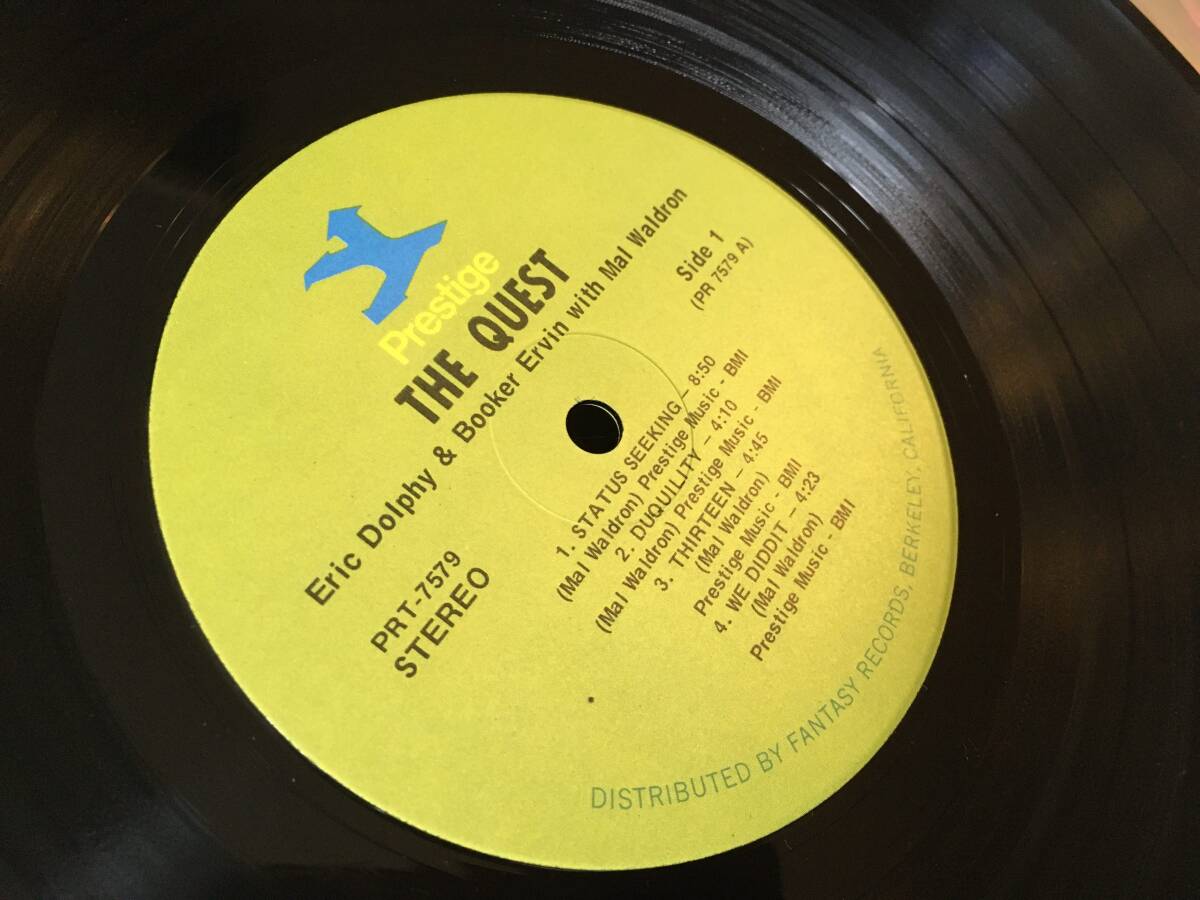 Prestige
THE QUEST
Eric Dolphy & Booker Ervin with Mal Waldron
PRT-7579
STEREO
Side 1
(PR 7579 A)
1. STATUS SEEKING – 8:50
(Mal Waldron) Prestige Music - BMI
2. DUQUILITY – 4:10
(Mal Waldron) Prestige Music - BMI
3. THIRTEEN – 4:45
(Mal Waldron)
Prestige Music - BMI
4. WE DIDDIT – 4:23
(Mal Waldron)
Prestige Music - BMI
DISTRIBUTED BY FANTASY RECORDS, BERKELEY, CALIFORNIA